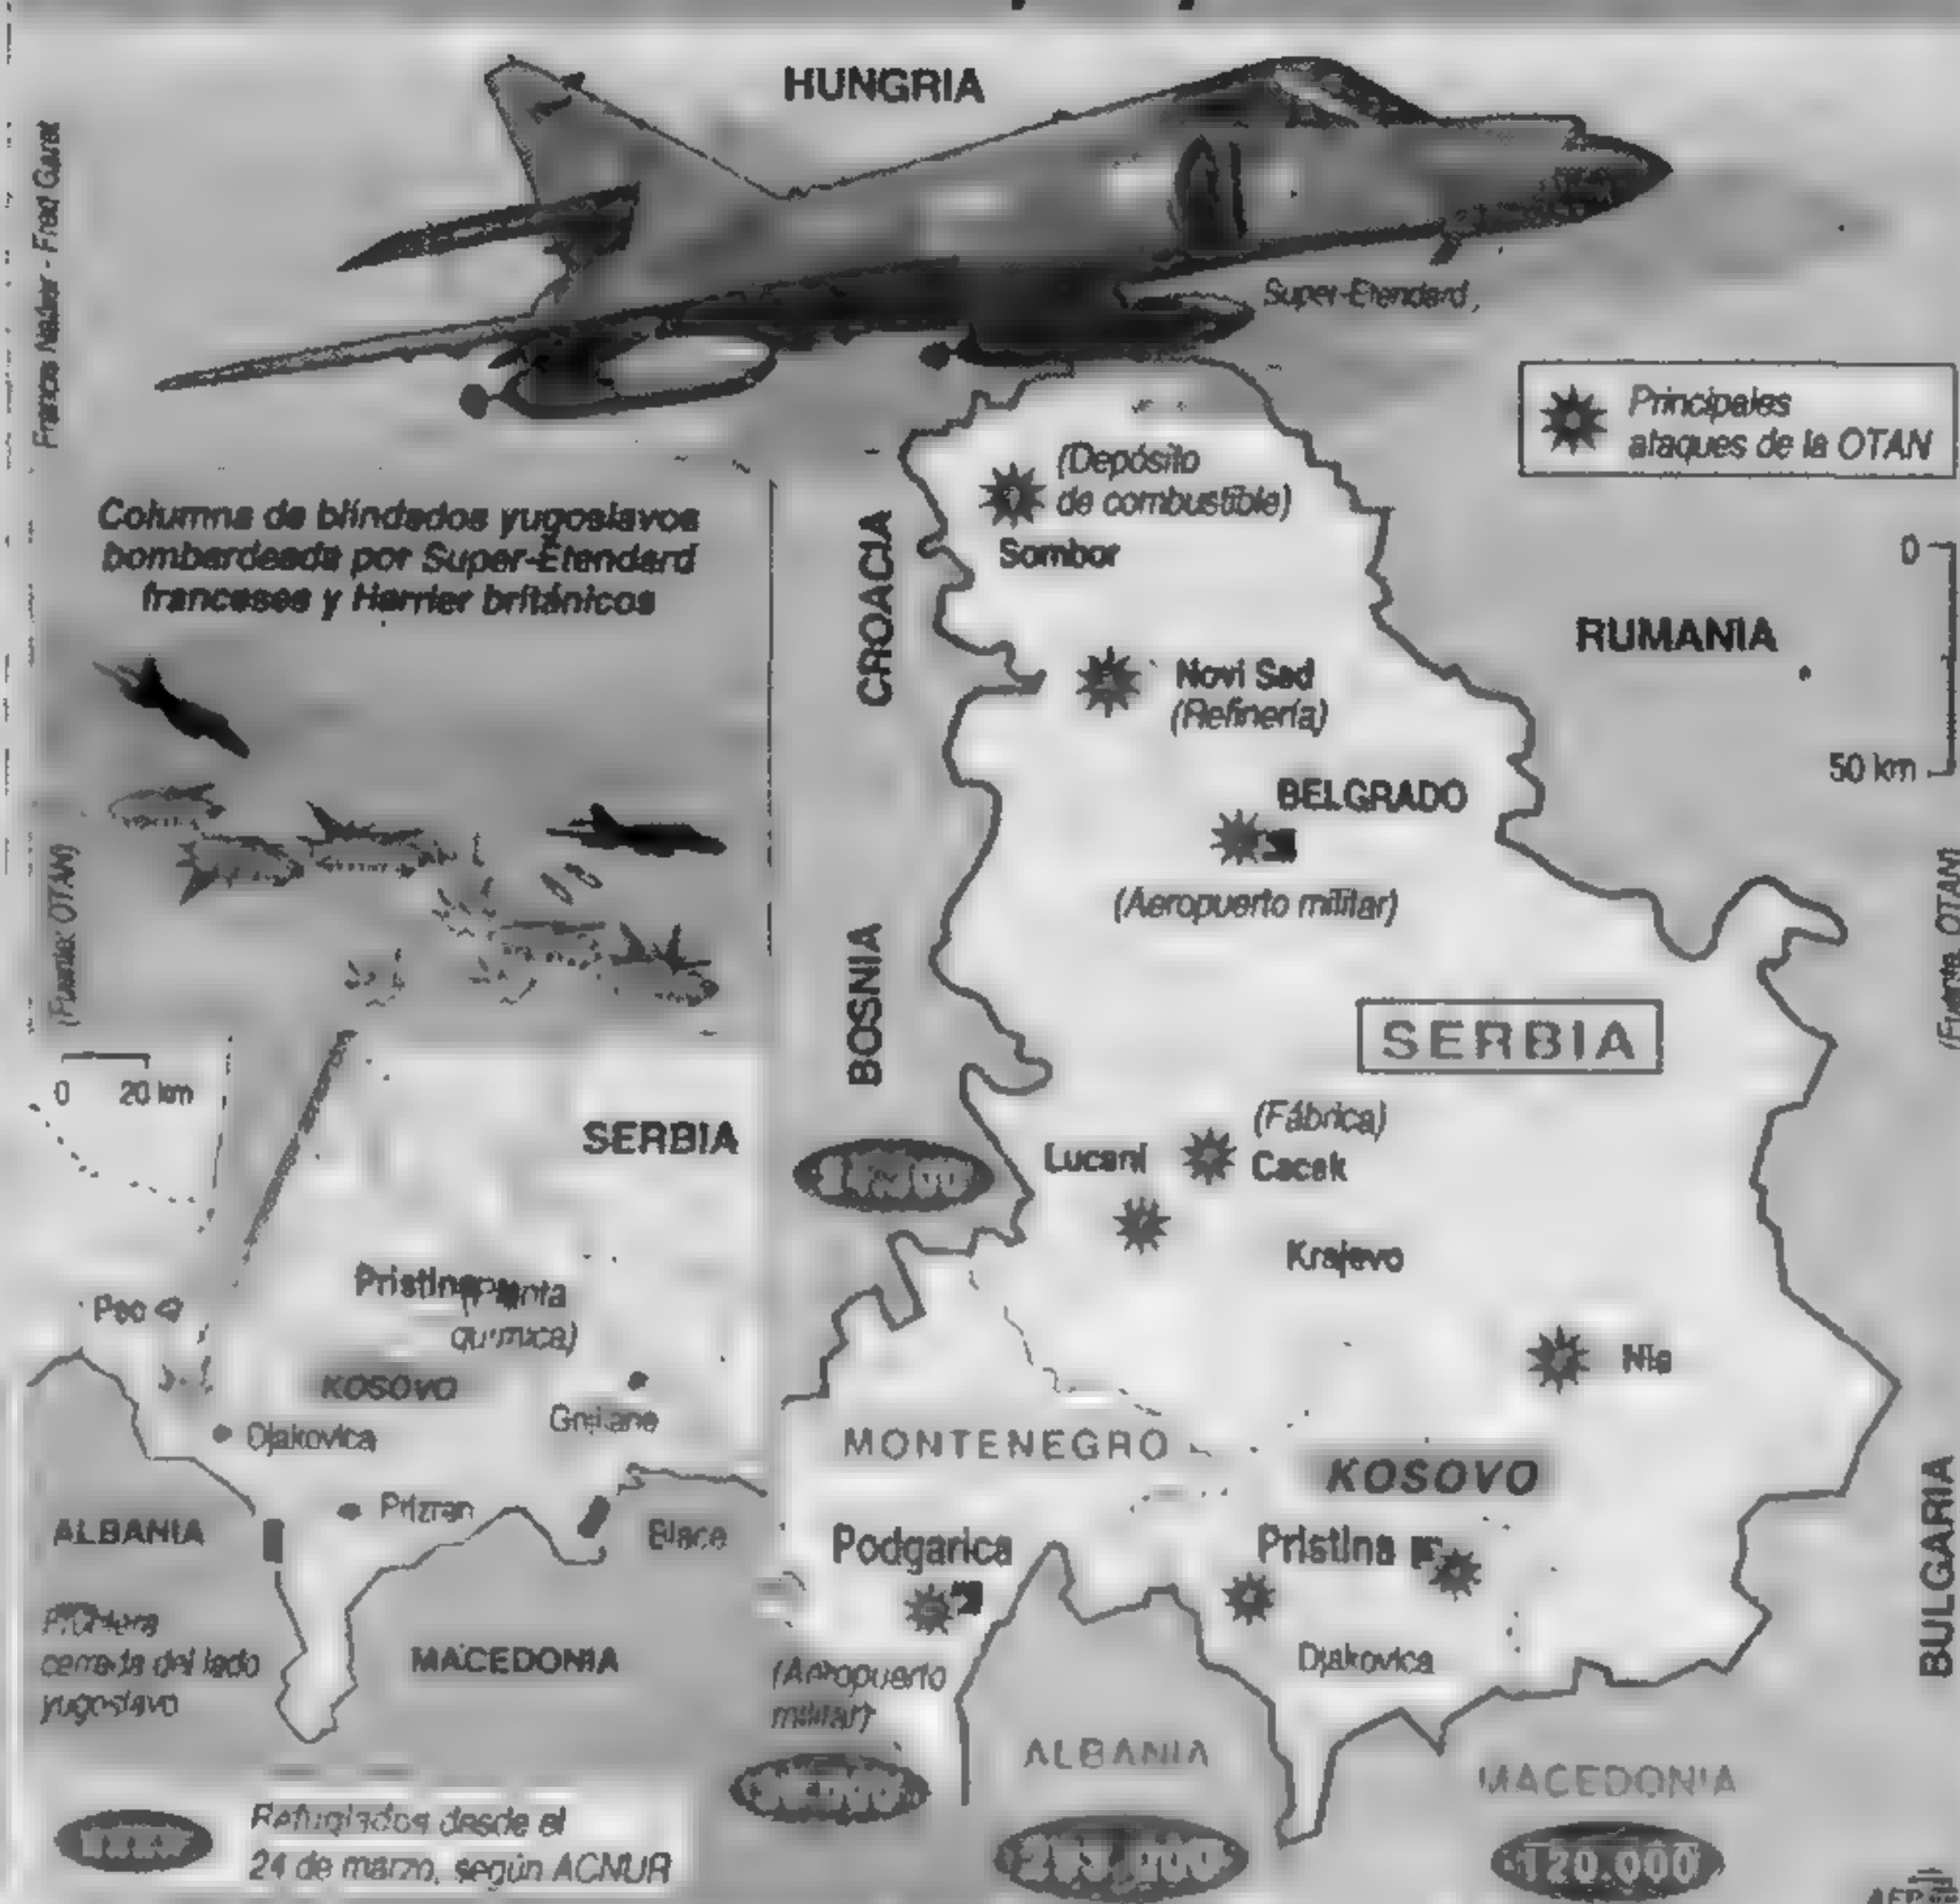 HUNGRIA
Super-Etendard
Principales
ataques de la OTAN
Columna de blindados yugoslavos
bombardeada por Super-Étendard
franceses y Harrier británicos
(Fuente: OTAN)
0
20 km
SERBIA
Pec
Pristina
química)
KOSOVO
Gnjilane
Djakovica
Prizren
ALBANIA
Blace
Frontera
cerrada del lado
yugoslavo
MACEDONIA
Refugiados desde el
24 de marzo, según ACNUR
CROACIA
BOSNIA
(Depósito
de combustible)
Sombor
0
50 km
RUMANIA
Novi Sad
(Refinería)
BELGRADO
(Aeropuerto militar)
(Fuente: OTAN)
SERBIA
(Fábrica)
Lucani
Cacak
Krajevo
Nis
MONTENEGRO
KOSOVO
Podgarica
Pristina
(Aeropuerto
militar)
Djakovica
BULGARIA
ALBANIA
MACEDONIA
120.000
AFP